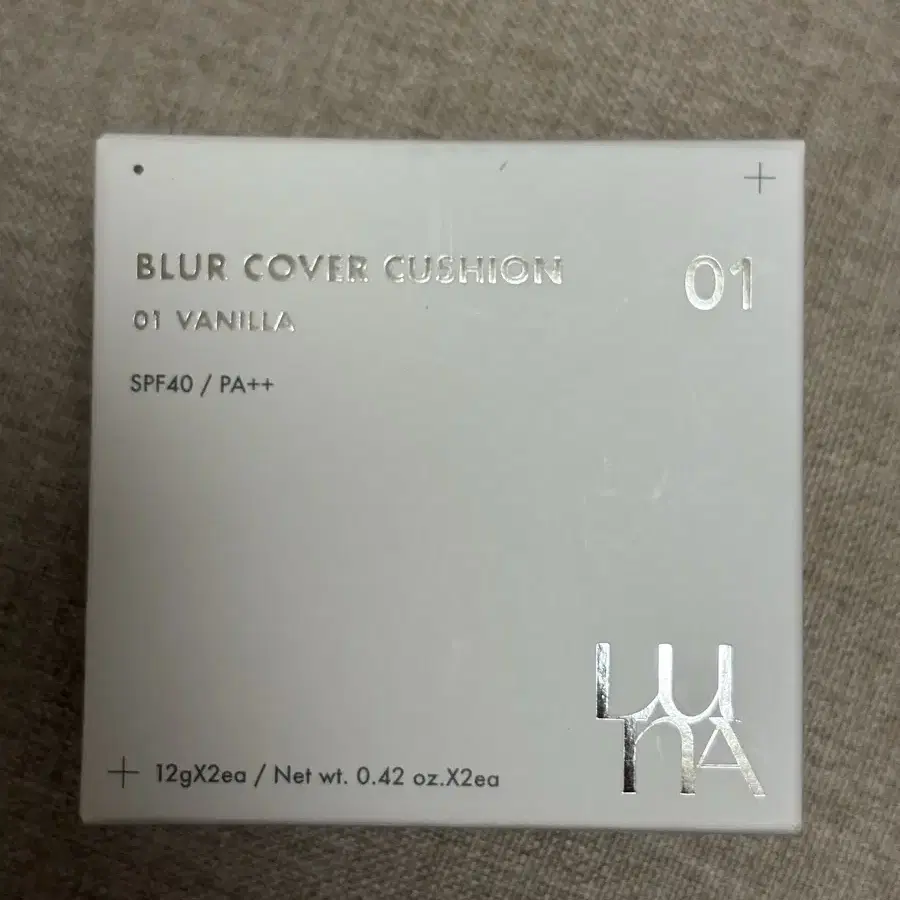 BLUR COVER CUSHION
01
01 VANILLA
SPF40 / PA++
LUNA
12gX2ea / Net wt. 0.42 oz.X2ea